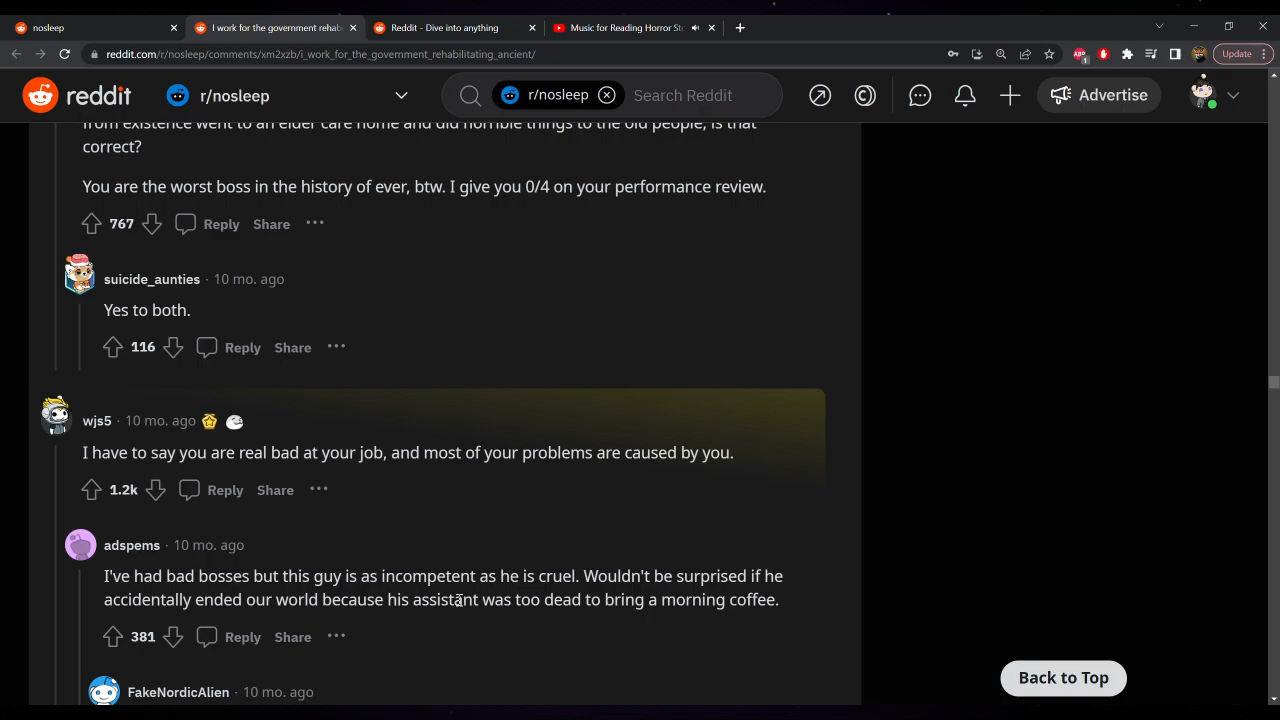 nosleep
I work for the government rehab
Reddit - Dive into anything
Music for Reading Horror Sto
reddit.com/r/nosleep/comments/xm2xzb/i_work_for_the_government_rehabilitating_ancient/
ABP
1
Update
reddit
r/nosleep
r/nosleep
Search Reddit
Advertise
from existence went to an elder care home and did horrible things to the old people, is that
correct?
You are the worst boss in the history of ever, btw. I give you 0/4 on your performance review.
767 Reply Share
suicide_aunties · 10 mo. ago
Yes to both.
116 Reply Share
wjs5 · 10 mo. ago
I have to say you are real bad at your job, and most of your problems are caused by you.
1.2k Reply Share
adspems · 10 mo. ago
I've had bad bosses but this guy is as incompetent as he is cruel. Wouldn't be surprised if he
accidentally ended our world because his assistant was too dead to bring a morning coffee.
381 Reply Share
Back to Top
FakeNordicAlien · 10 mo. ago